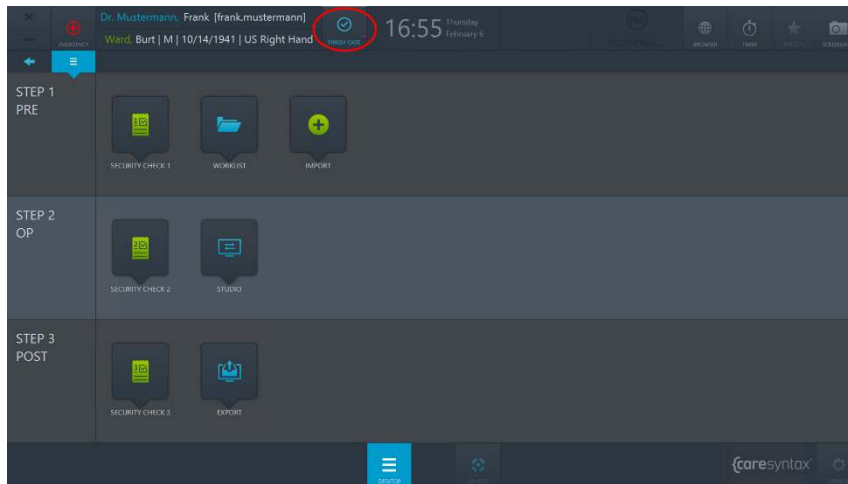 Dr. Mustermann, Frank [frank.mustermann]
Ward, Burt | M | 10/14/1941 | US Right Hand
FINISH CASE
16:55
Thursday
February 6
EMERGENCY
BROWSER
TIMER
STEP 1
PRE
SECURITY CHECK 1
WORKLIST
IMPORT
STEP 2
OP
SECURITY CHECK 2
STUDIO
STEP 3
POST
SECURITY CHECK 3
EXPORT
DESKTOP
{caresyntax